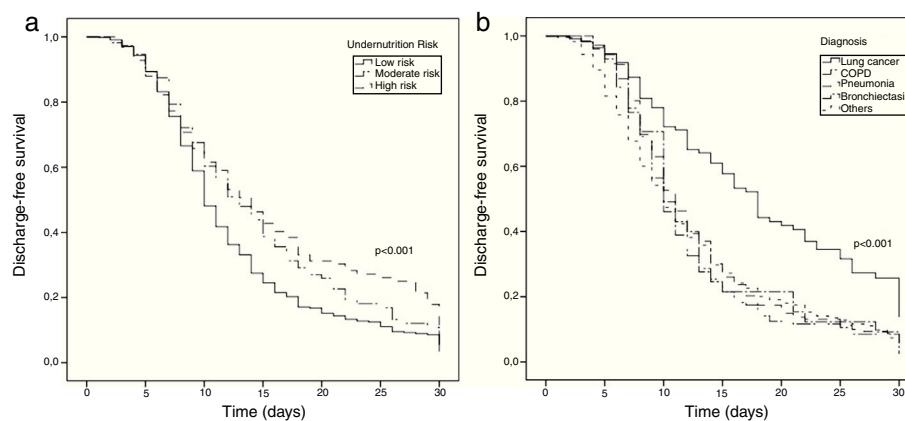 a
Undernutrition Risk
Low risk
Moderate risk
High risk
1,0
0,8
0,6
0,4
0,2
0,0
Discharge-free survival
p<0.001
0 5 10 15 20 25 30
Time (days)
b
Diagnosis
Lung cancer
COPD
Pneumonia
Bronchiectasi
Others
1,0
0,8
0,6
0,4
0,2
0,0
Discharge-free survival
p<0.001
0 5 10 15 20 25 30
Time (days)